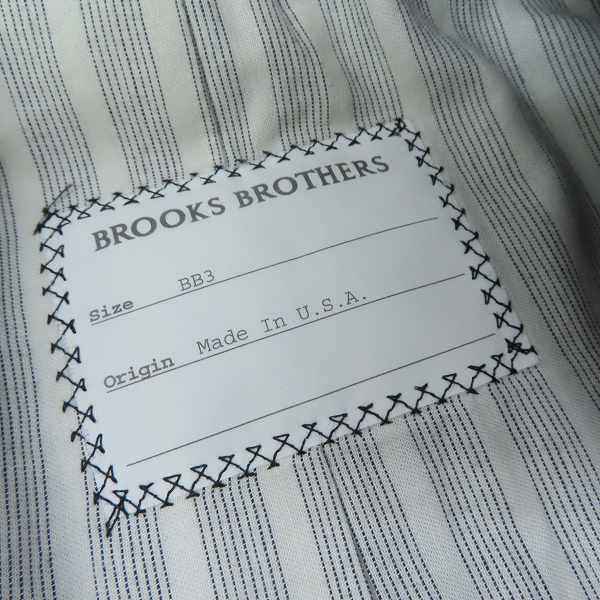 BROOKS BROTHERS
Size BB3
Origin Made In U.S.A.